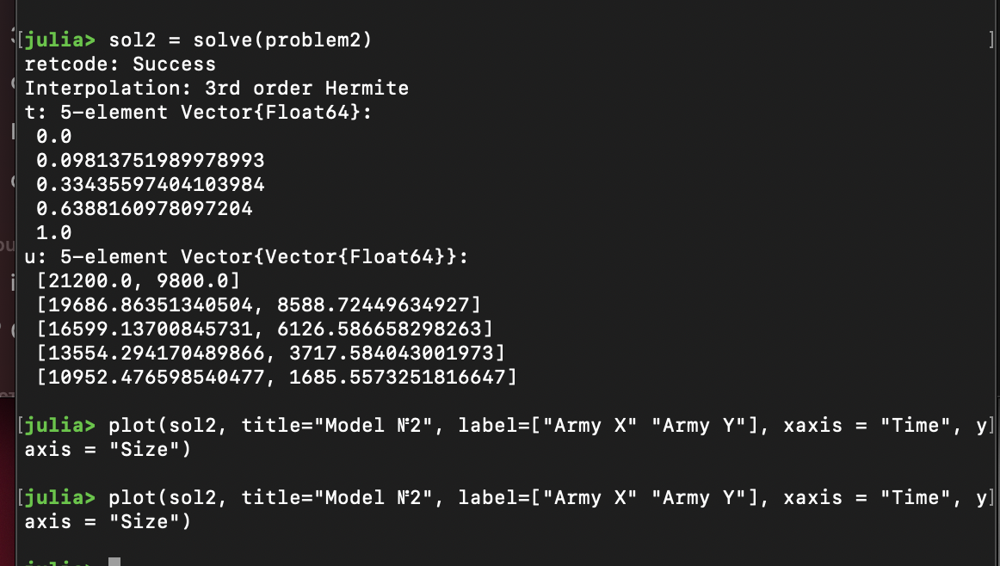 julia> sol2 = solve(problem2)
retcode: Success
Interpolation: 3rd order Hermite
t: 5-element Vector{Float64}:
0.0
0.09813751989978993
0.33435597404103984
0.6388160978097204
1.0
u: 5-element Vector{Vector{Float64}}:
[21200.0, 9800.0]
[19686.86351340504, 8588.72449634927]
[16599.13700845731, 6126.586658298263]
[13554.294170489866, 3717.584043001973]
[10952.476598540477, 1685.5573251816647]
julia> plot(sol2, title="Model №2", label=["Army X" "Army Y"], xaxis = "Time", y
axis = "Size")
julia> plot(sol2, title="Model №2", label=["Army X" "Army Y"], xaxis = "Time", y
axis = "Size")
julia>